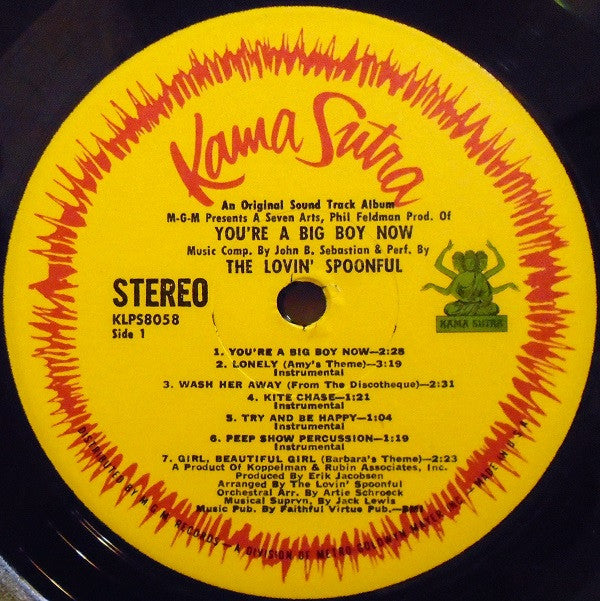 Kama Sutra
An Original Sound Track Album
M-G-M Presents A Seven Arts, Phil Feldman Prod. Of
YOU'RE A BIG BOY NOW
Music Comp. By John B. Sebastian & Perf. By
THE LOVIN' SPOONFUL
STEREO
KLPS8058
Side 1
KAMA SUTRA
1. YOU'RE A BIG BOY NOW—2:28
2. LONELY (Amy's Theme)—3:19
Instrumental
3. WASH HER AWAY (From The Discotheque)—2:31
4. KITE CHASE—1:21
Instrumental
5. TRY AND BE HAPPY—1:04
Instrumental
6. PEEP SHOW PERCUSSION—1:19
Instrumental
7. GIRL, BEAUTIFUL GIRL (Barbara's Theme)—2:23
A Product Of Koppelman & Rubin Associates, Inc.
Produced By Erik Jacobsen
Arranged By The Lovin' Spoonful
Orchestral Arr. By Artie Schroeck
Musical Suprvn. By Jack Lewis
Music Pub. By Faithful Virtue Pub.—BMI
DISTRIBUTED BY M.G.M. RECORDS — A DIVISION OF METRO GOLDWYN MAYER INC. — MADE IN U.S.A.